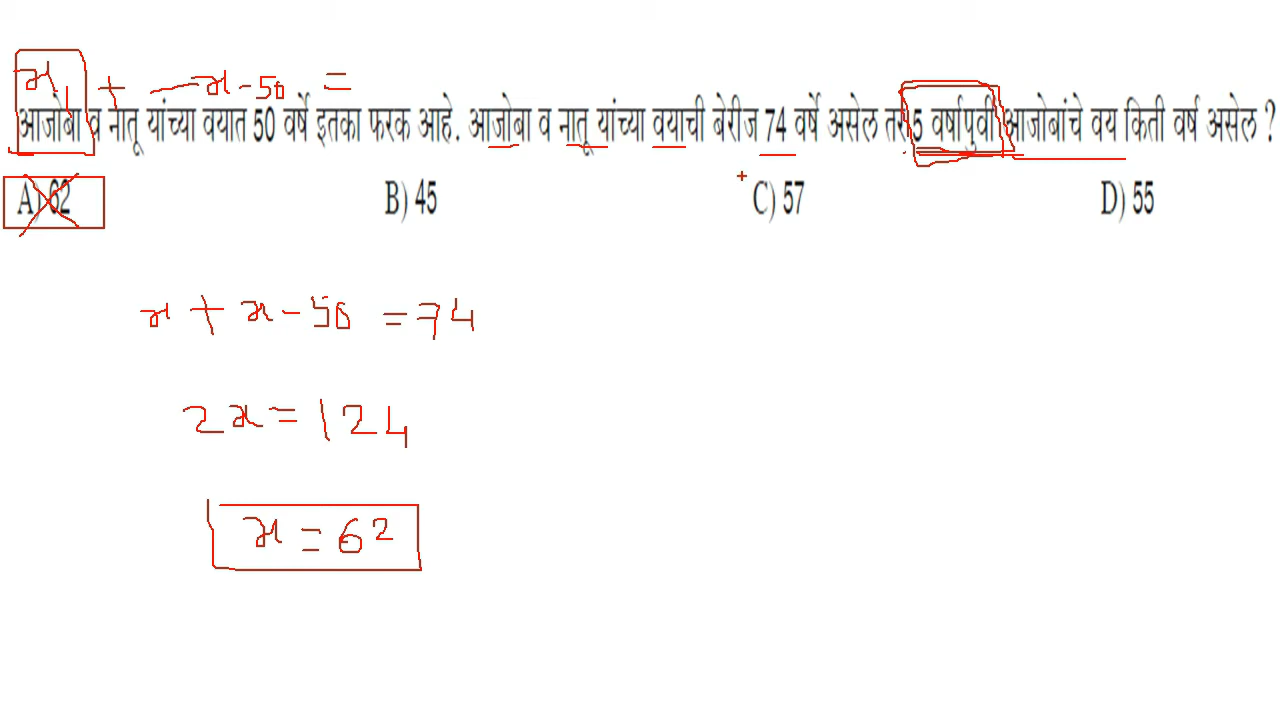 x + x - 50 =
आजोबा व नातू यांच्या वयात 50 वर्षे इतका फरक आहे. आजोबा व नातू यांच्या वयाची बेरीज 74 वर्षे असेल तर 5 वर्षापुर्वी आजोबांचे वय किती वर्ष असेल ?
A) 62 B) 45 C) 57 D) 55
x + x - 50 = 74
2x = 124
x = 62